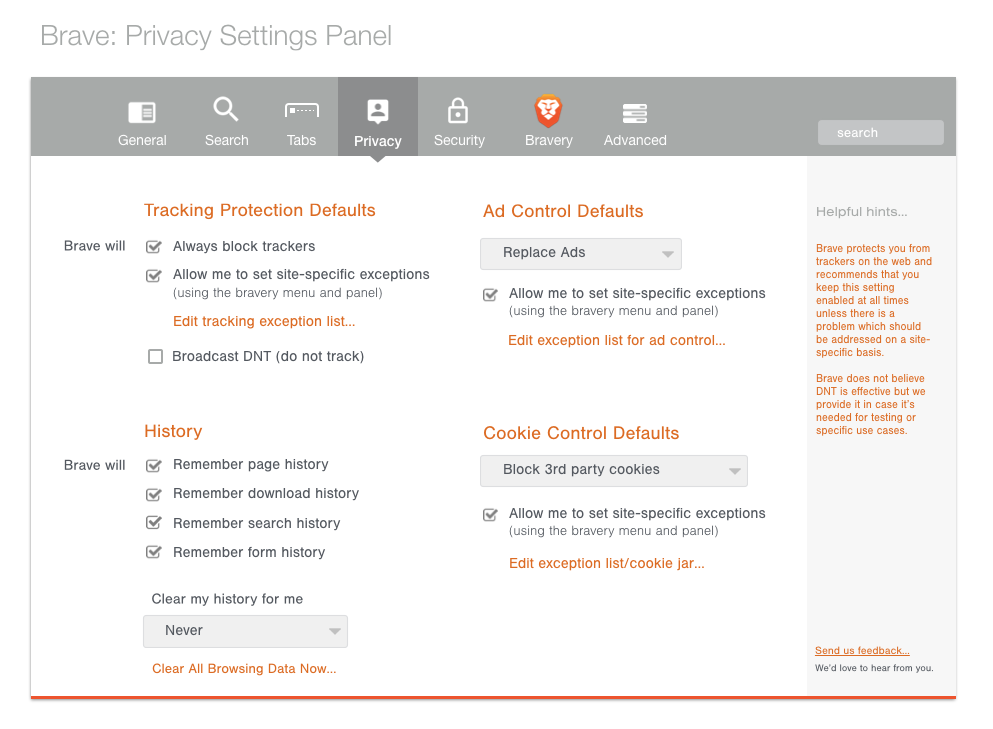 Brave: Privacy Settings Panel
General
Search
Tabs
Privacy
Security
Bravery
Advanced
search
Tracking Protection Defaults
Brave will
Always block trackers
Allow me to set site-specific exceptions
(using the bravery menu and panel)
Edit tracking exception list...
Broadcast DNT (do not track)
Ad Control Defaults
Replace Ads
Allow me to set site-specific exceptions
(using the bravery menu and panel)
Edit exception list for ad control...
History
Brave will
Remember page history
Remember download history
Remember search history
Remember form history
Clear my history for me
Never
Clear All Browsing Data Now...
Cookie Control Defaults
Block 3rd party cookies
Allow me to set site-specific exceptions
(using the bravery menu and panel)
Edit exception list/cookie jar...
Helpful hints...
Brave protects you from
trackers on the web and
recommends that you
keep this setting
enabled at all times
unless there is a
problem which should
be addressed on a site-
specific basis.
Brave does not believe
DNT is effective but we
provide it in case it's
needed for testing or
specific use cases.
Send us feedback...
We'd love to hear from you.